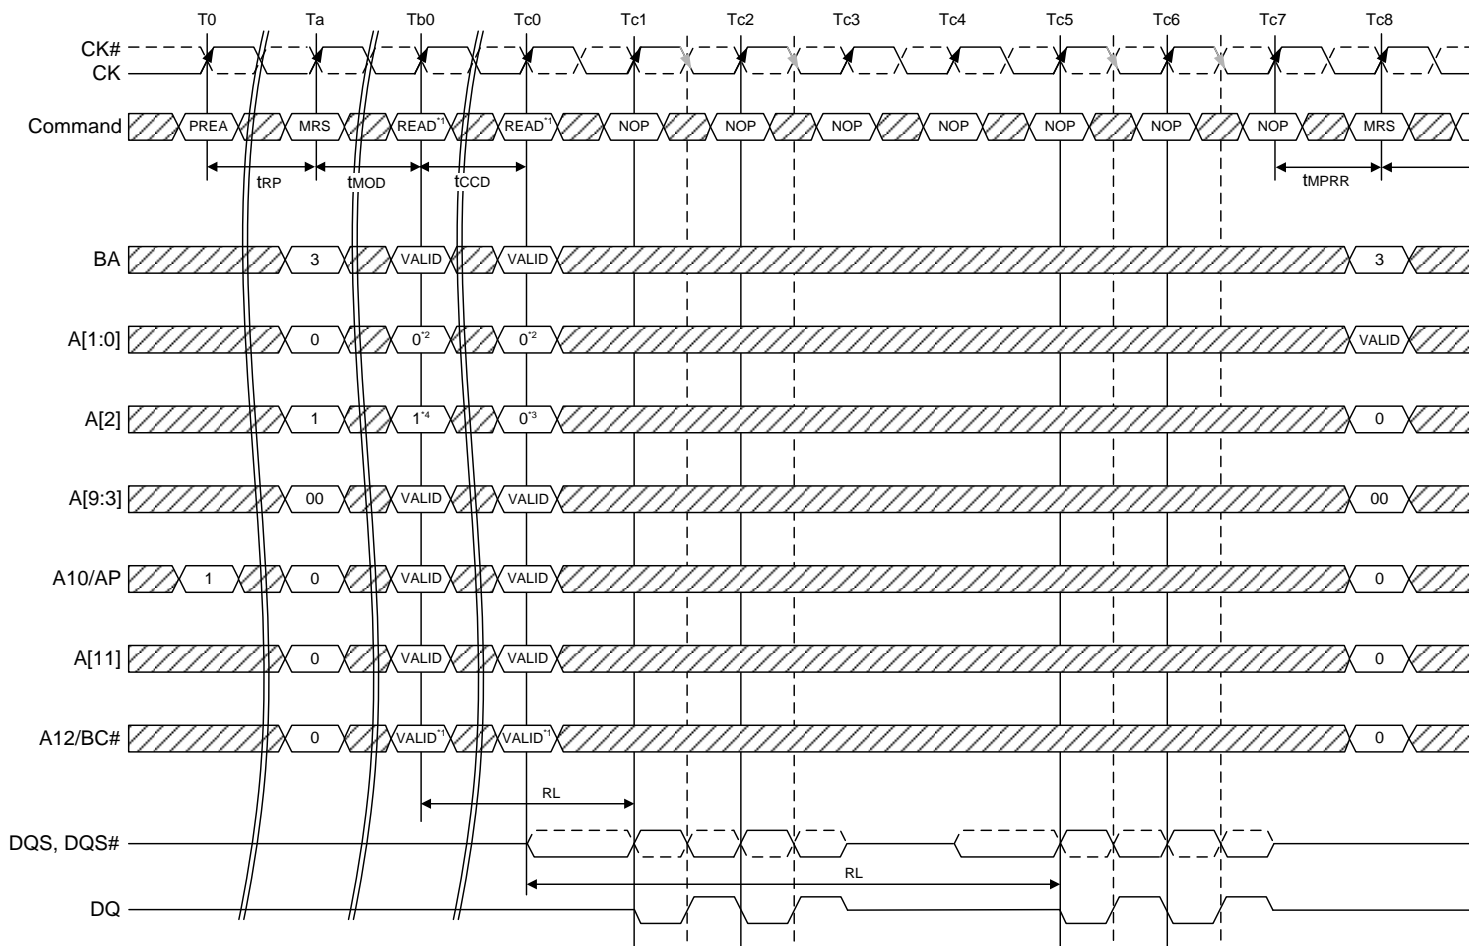 T0 Ta Tb0 Tc0 Tc1 Tc2 Tc3 Tc4 Tc5 Tc6 Tc7 Tc8
CK#
CK
Command PREA MRS READ*1 READ*1 NOP NOP NOP NOP NOP NOP NOP MRS
tRP tMOD tCCD tMPRR
BA 3 VALID VALID 3
A[1:0] 0 0*2 0*2 VALID
A[2] 1 1*4 0*3 0
A[9:3] 00 VALID VALID 00
A10/AP 1 0 VALID VALID 0
A[11] 0 VALID VALID 0
A12/BC# 0 VALID*1 VALID*1 0
RL
DQS, DQS#
RL
DQ